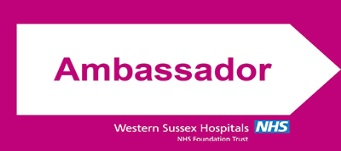 Ambassador
Western Sussex Hospitals NHS
NHS Foundation Trust